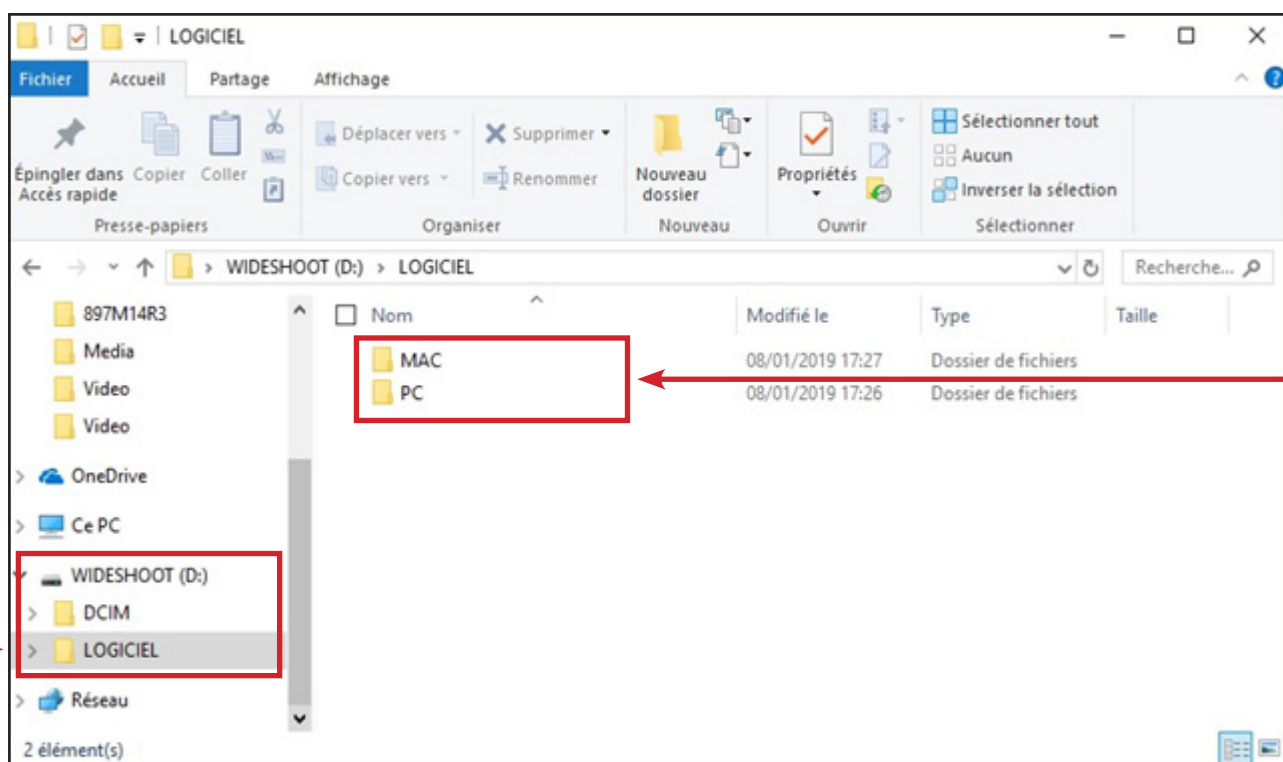 LOGICIEL
Fichier Accueil Partage Affichage
Épingler dans Accès rapide
Copier
Coller
Déplacer vers
Copier vers
Supprimer
Renommer
Nouveau dossier
Propriétés
Sélectionner tout
Aucun
Inverser la sélection
Presse-papiers Organiser Nouveau Ouvrir Sélectionner
WIDESHOOT (D:) > LOGICIEL
Recherche...
897M14R3
Media
Video
Video
OneDrive
Ce PC
WIDESHOOT (D:)
DCIM
LOGICIEL
Réseau
Nom Modifié le Type Taille
MAC 08/01/2019 17:27 Dossier de fichiers
PC 08/01/2019 17:26 Dossier de fichiers
2 élément(s)